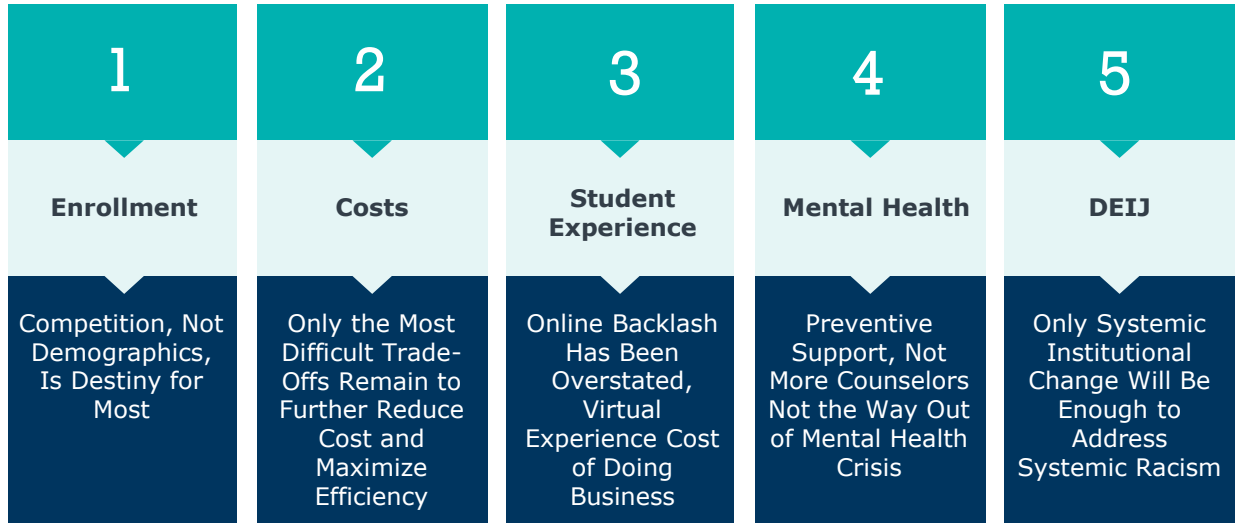 1
Enrollment
Competition, Not
Demographics,
Is Destiny for
Most
2
Costs
Only the Most
Difficult Trade-
Offs Remain to
Further Reduce
Cost and
Maximize
Efficiency
3
Student
Experience
Online Backlash
Has Been
Overstated,
Virtual
Experience Cost
of Doing
Business
4
Mental Health
Preventive
Support, Not
More Counselors
Not the Way Out
of Mental Health
Crisis
5
DEIJ
Only Systemic
Institutional
Change Will Be
Enough to
Address
Systemic Racism